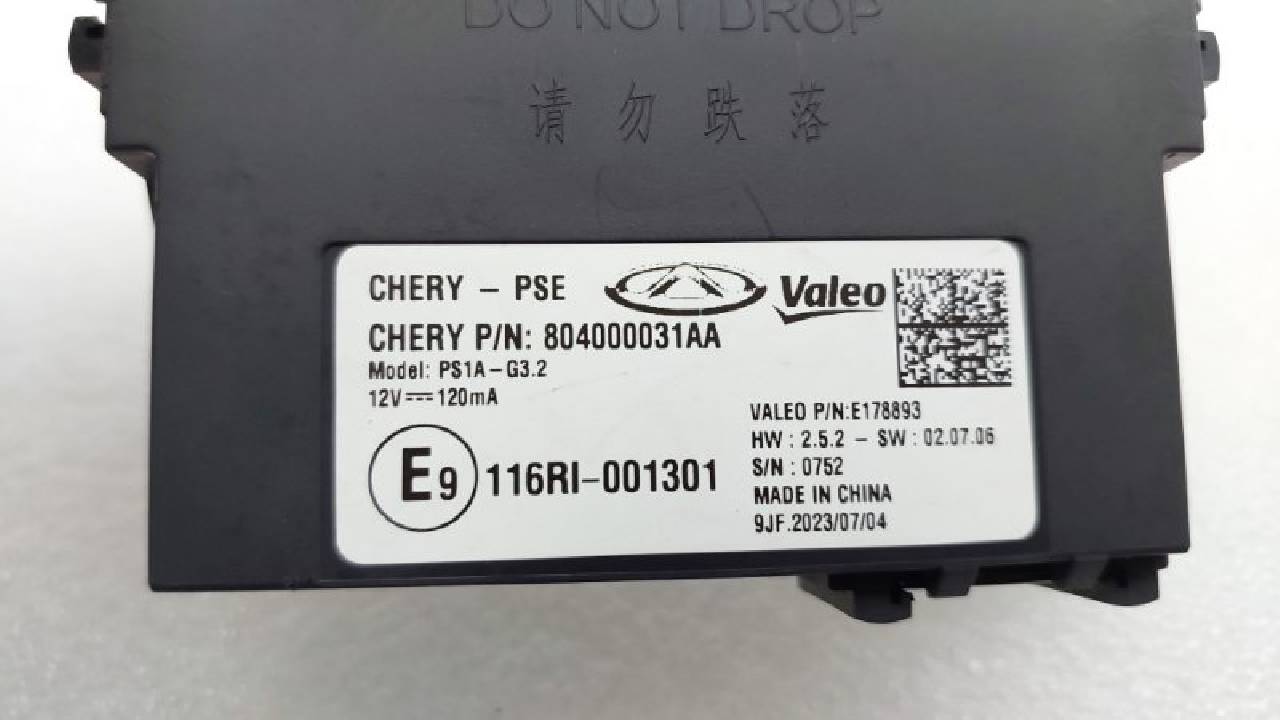 DO NOT DROP
请勿跌落
CHERY - PSE
Valeo
CHERY P/N: 804000031AA
Model: PS1A-G3.2
12V⎓120mA
E9 116RI-001301
VALEO P/N:E178893
HW : 2.5.2 - SW : 02.07.06
S/N : 0752
MADE IN CHINA
9JF.2023/07/04